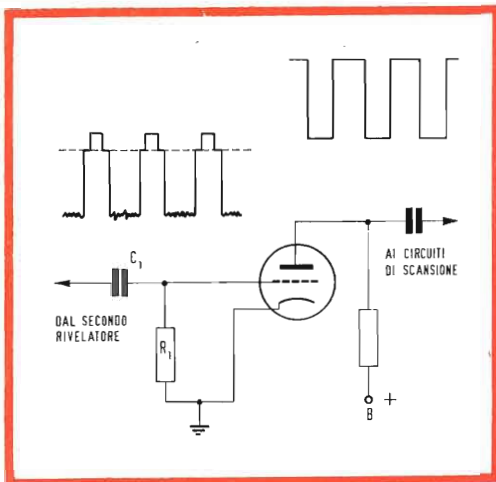 C1
DAL SECONDO
RIVELATORE
R1
AI CIRCUITI
DI SCANSIONE
B +